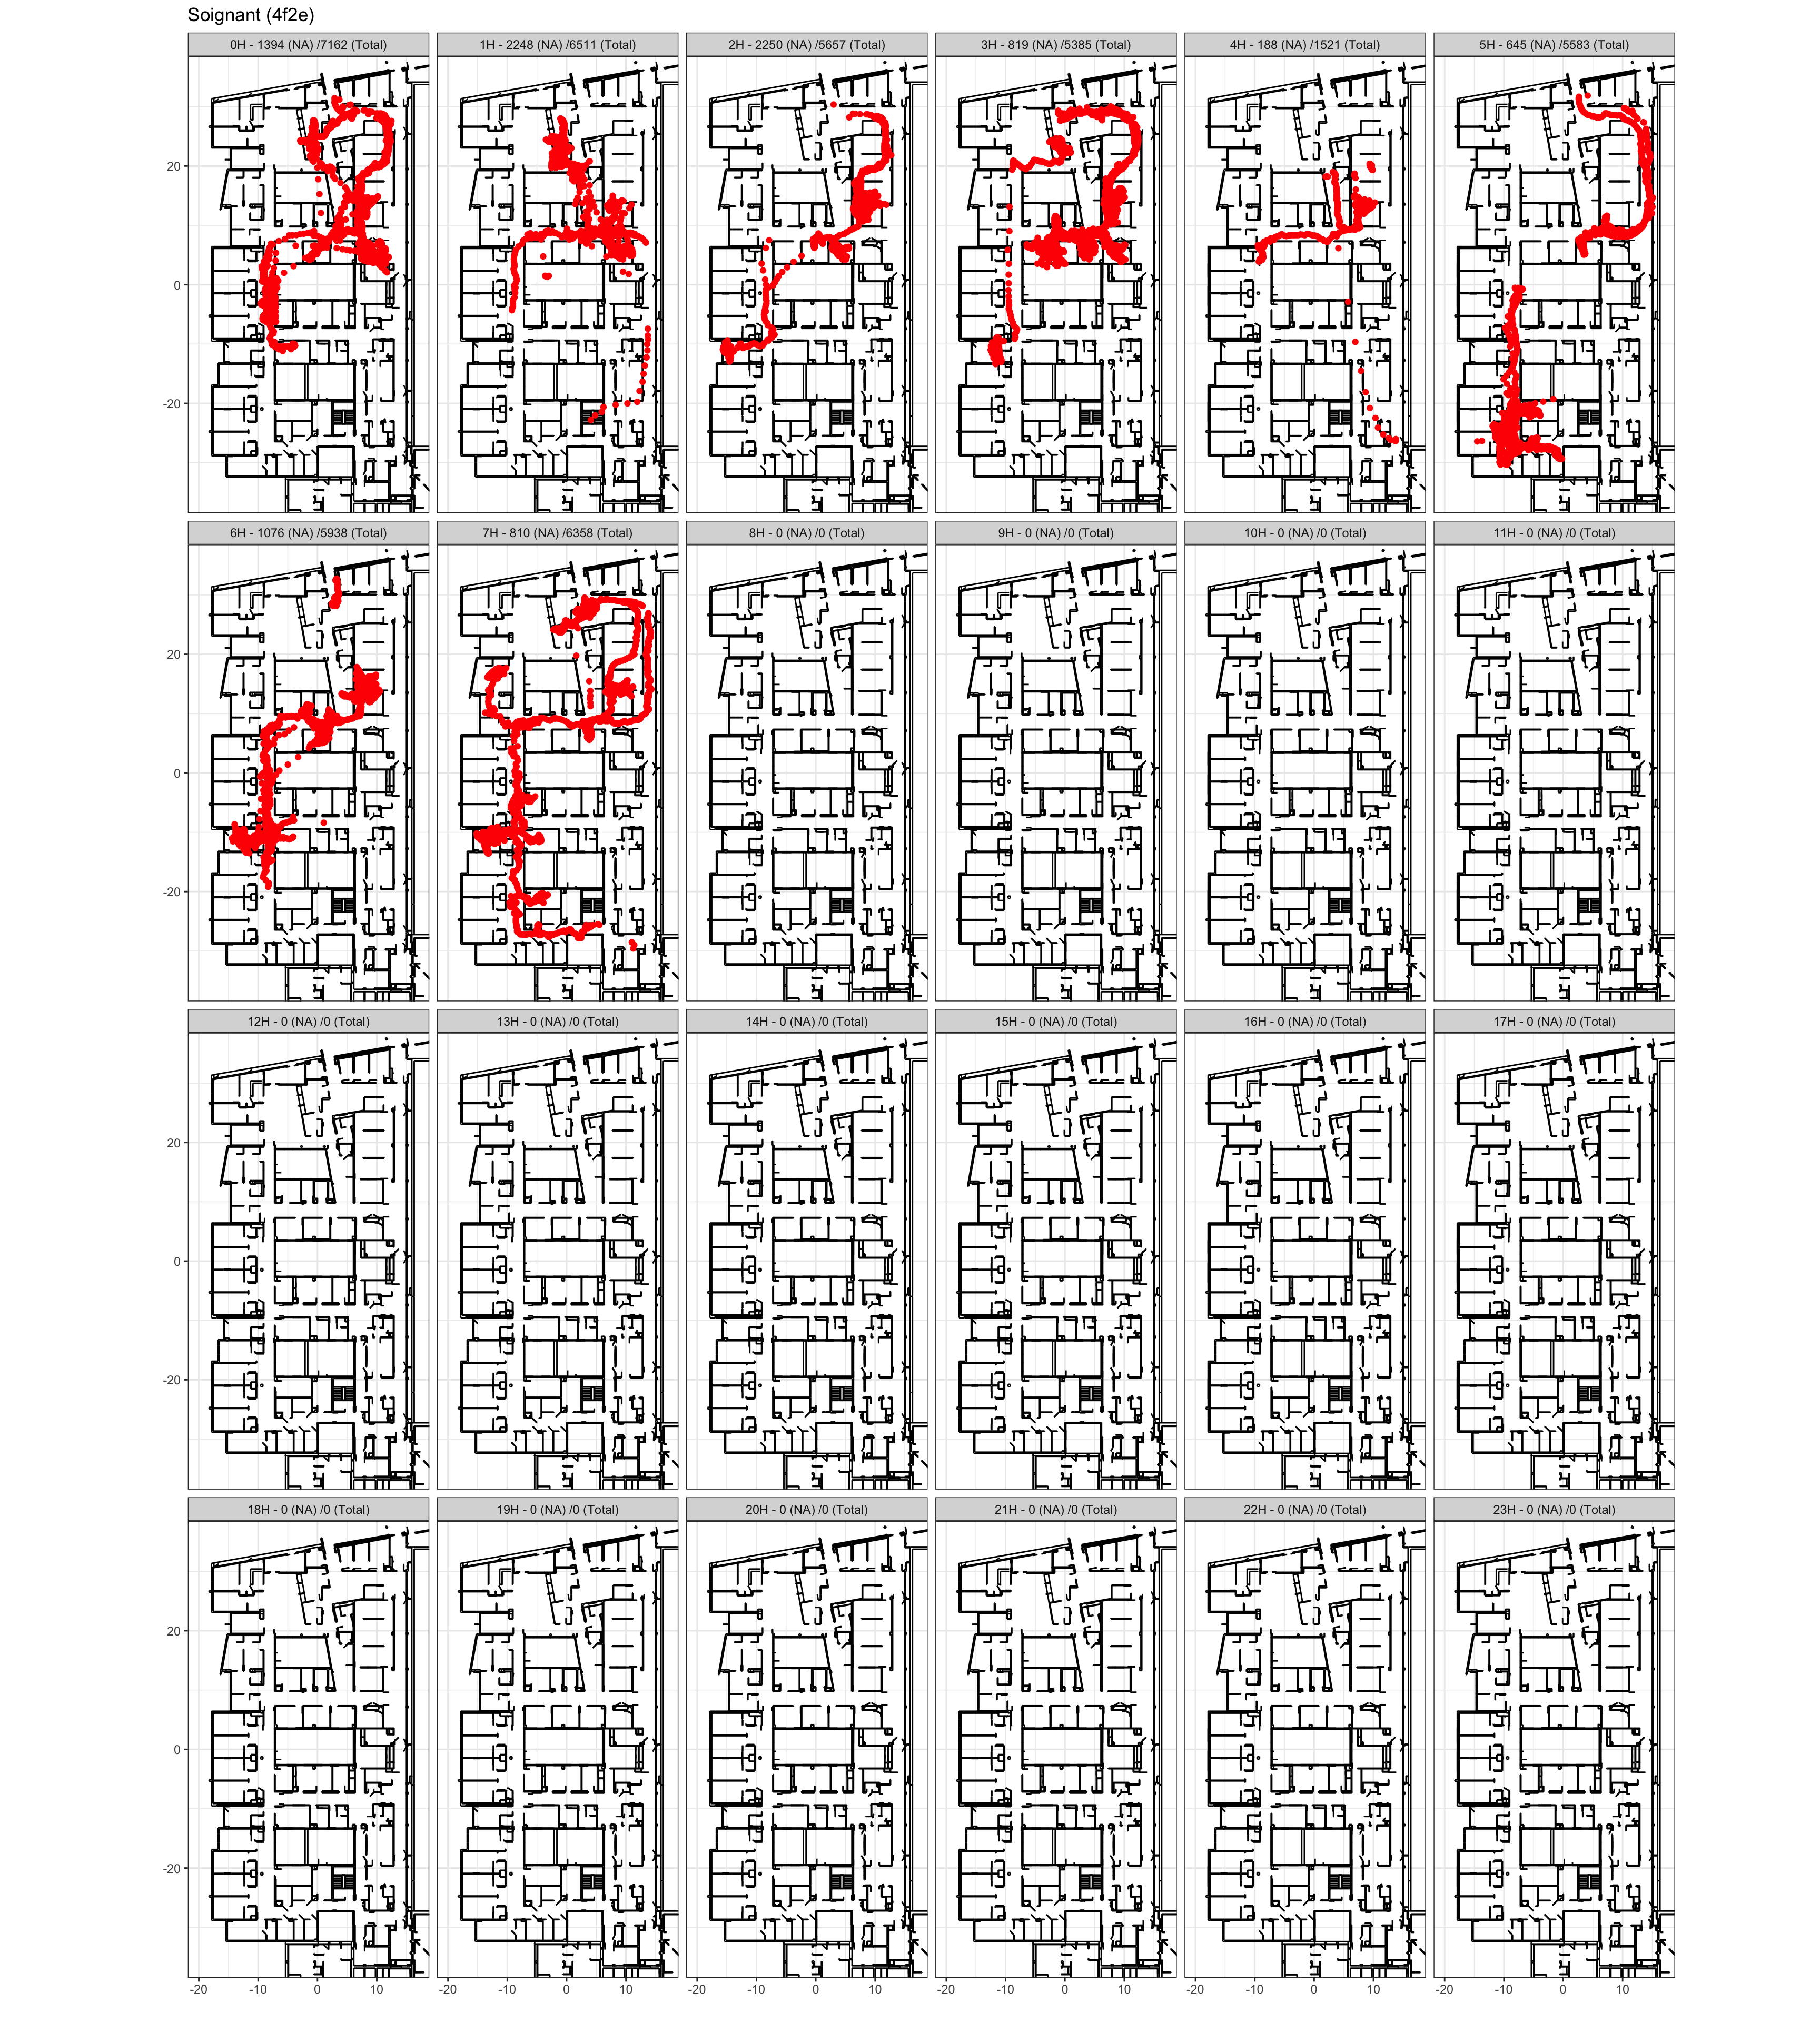 Soignant (4f2e)
0H - 1394 (NA) /7162 (Total)
1H - 2248 (NA) /6511 (Total)
2H - 2250 (NA) /5657 (Total)
3H - 819 (NA) /5385 (Total)
4H - 188 (NA) /1521 (Total)
5H - 645 (NA) /5583 (Total)
20
0
-20
6H - 1076 (NA) /5938 (Total)
7H - 810 (NA) /6358 (Total)
8H - 0 (NA) /0 (Total)
9H - 0 (NA) /0 (Total)
10H - 0 (NA) /0 (Total)
11H - 0 (NA) /0 (Total)
20
0
-20
12H - 0 (NA) /0 (Total)
13H - 0 (NA) /0 (Total)
14H - 0 (NA) /0 (Total)
15H - 0 (NA) /0 (Total)
16H - 0 (NA) /0 (Total)
17H - 0 (NA) /0 (Total)
20
0
-20
18H - 0 (NA) /0 (Total)
19H - 0 (NA) /0 (Total)
20H - 0 (NA) /0 (Total)
21H - 0 (NA) /0 (Total)
22H - 0 (NA) /0 (Total)
23H - 0 (NA) /0 (Total)
20
0
-20
-20 -10 0 10
-20 -10 0 10
-20 -10 0 10
-20 -10 0 10
-20 -10 0 10
-20 -10 0 10